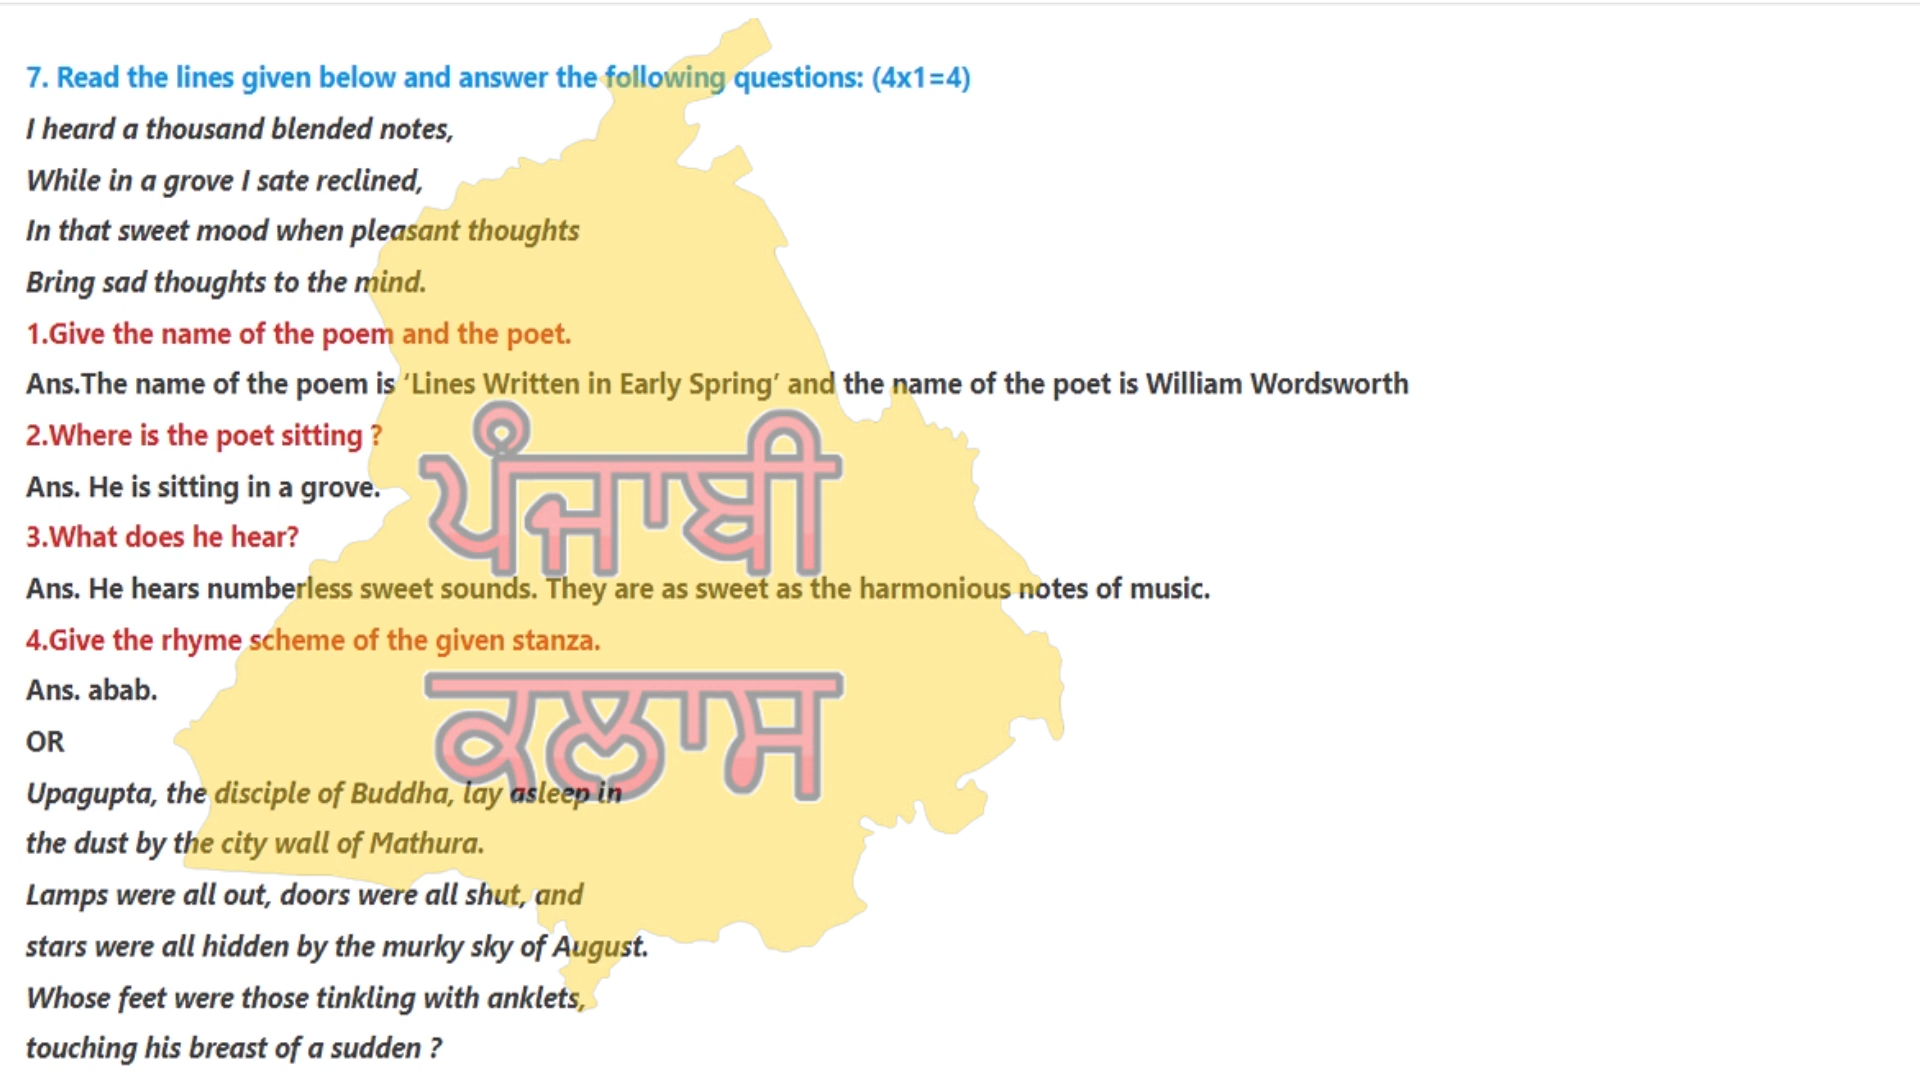 7. Read the lines given below and answer the following questions: (4x1=4)
I heard a thousand blended notes,
While in a grove I sate reclined,
In that sweet mood when pleasant thoughts
Bring sad thoughts to the mind.
1.Give the name of the poem and the poet.
Ans.The name of the poem is ‘Lines Written in Early Spring’ and the name of the poet is William Wordsworth
2.Where is the poet sitting ?
Ans. He is sitting in a grove.
3.What does he hear?
Ans. He hears numberless sweet sounds. They are as sweet as the harmonious notes of music.
4.Give the rhyme scheme of the given stanza.
Ans. abab.
OR
Upagupta, the disciple of Buddha, lay asleep in
the dust by the city wall of Mathura.
Lamps were all out, doors were all shut, and
stars were all hidden by the murky sky of August.
Whose feet were those tinkling with anklets,
touching his breast of a sudden ?
ਪੰਜਾਬੀ
ਕਲਾਸ